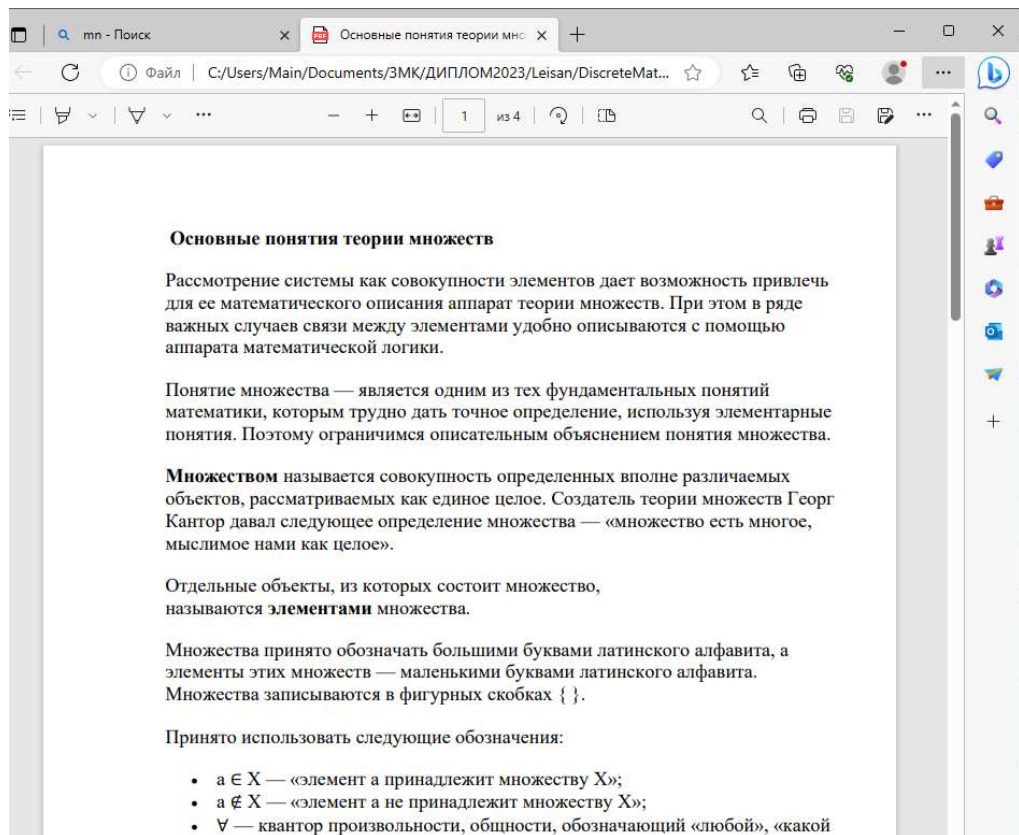 mn - Поиск
Основные понятия теории мно
Файл
C:/Users/Main/Documents/ЗМК/ДИПЛОМ2023/Leisan/DiscreteMat...
1
из 4
Основные понятия теории множеств
Рассмотрение системы как совокупности элементов дает возможность привлечь
для ее математического описания аппарат теории множеств. При этом в ряде
важных случаев связи между элементами удобно описываются с помощью
аппарата математической логики.
Понятие множества — является одним из тех фундаментальных понятий
математики, которым трудно дать точное определение, используя элементарные
понятия. Поэтому ограничимся описательным объяснением понятия множества.
Множеством называется совокупность определенных вполне различаемых
объектов, рассматриваемых как единое целое. Создатель теории множеств Георг
Кантор давал следующее определение множества — «множество есть многое,
мыслимое нами как целое».
Отдельные объекты, из которых состоит множество,
называются элементами множества.
Множества принято обозначать большими буквами латинского алфавита, а
элементы этих множеств — маленькими буквами латинского алфавита.
Множества записываются в фигурных скобках { }.
Принято использовать следующие обозначения:
• a ∈ X — «элемент a принадлежит множеству X»;
• a ∉ X — «элемент a не принадлежит множеству X»;
• ∀ — квантор произвольности, общности, обозначающий «любой», «какой